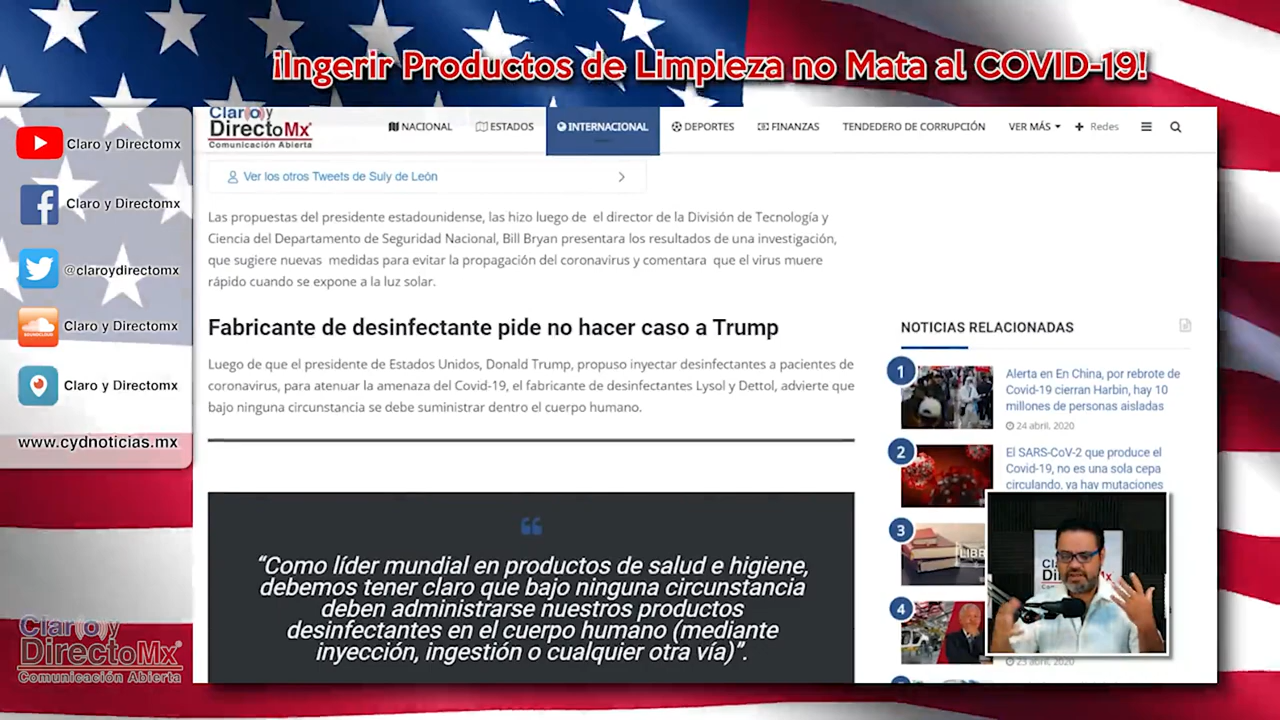 ¡Ingerir Productos de Limpieza no Mata al COVID-19!
Claro y Directomx
Claro y Directomx
@claroydirectomx
SOUNDCLOUD
Claro y Directomx
Claro y Directomx
www.cydnoticias.mx
Claro y
DirectoMx®
Comunicación Abierta
Claro y
DirectoMx®
Comunicación Abierta
NACIONAL
ESTADOS
INTERNACIONAL
DEPORTES
FINANZAS
TENDEDERO DE CORRUPCIÓN
VER MÁS
Redes
Ver los otros Tweets de Suly de León
Las propuestas del presidente estadounidense, las hizo luego de el director de la División de Tecnología y
Ciencia del Departamento de Seguridad Nacional, Bill Bryan presentara los resultados de una investigación,
que sugiere nuevas medidas para evitar la propagación del coronavirus y comentara que el virus muere
rápido cuando se expone a la luz solar.
Fabricante de desinfectante pide no hacer caso a Trump
Luego de que el presidente de Estados Unidos, Donald Trump, propuso inyectar desinfectantes a pacientes de
coronavirus, para atenuar la amenaza del Covid-19, el fabricante de desinfectantes Lysol y Dettol, advierte que
bajo ninguna circunstancia se debe suministrar dentro el cuerpo humano.
“Como líder mundial en productos de salud e higiene,
debemos tener claro que bajo ninguna circunstancia
deben administrarse nuestros productos
desinfectantes en el cuerpo humano (mediante
inyección, ingestión o cualquier otra vía)”.
NOTICIAS RELACIONADAS
1
Alerta en En China, por rebrote de
Covid-19 cierran Harbin, hay 10
millones de personas aisladas
24 abril, 2020
2
El SARS-CoV-2 que produce el
Covid-19, no es una sola cepa
circulando, ya hay mutaciones
3
LIBR
4
23 abril, 2020